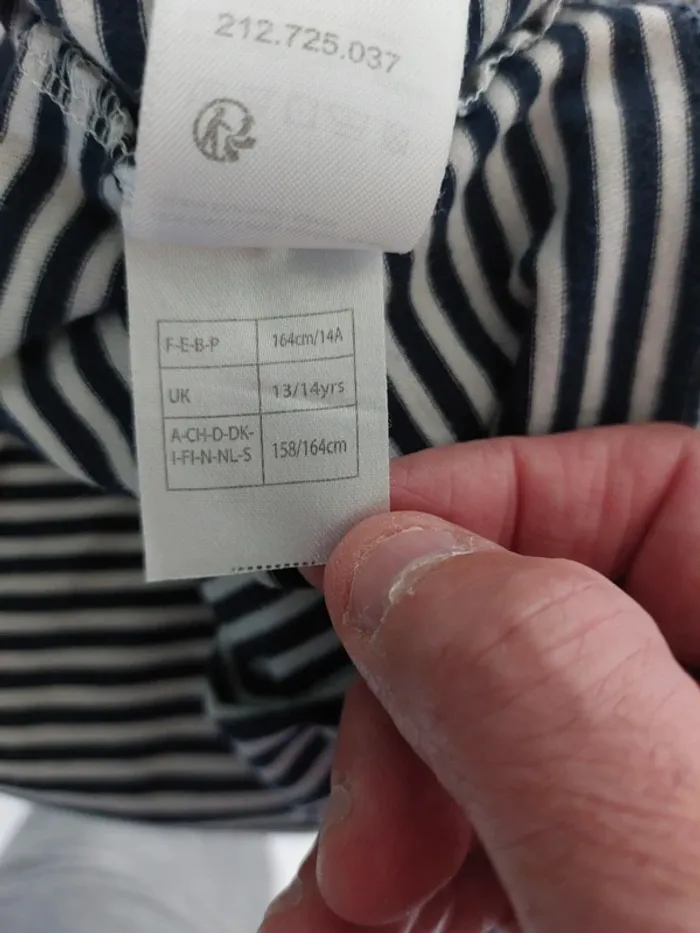 212.725.037
F-E-B-P 164cm/14A
UK 13/14yrs
A-CH-D-DK-
I-FI-N-NL-S 158/164cm